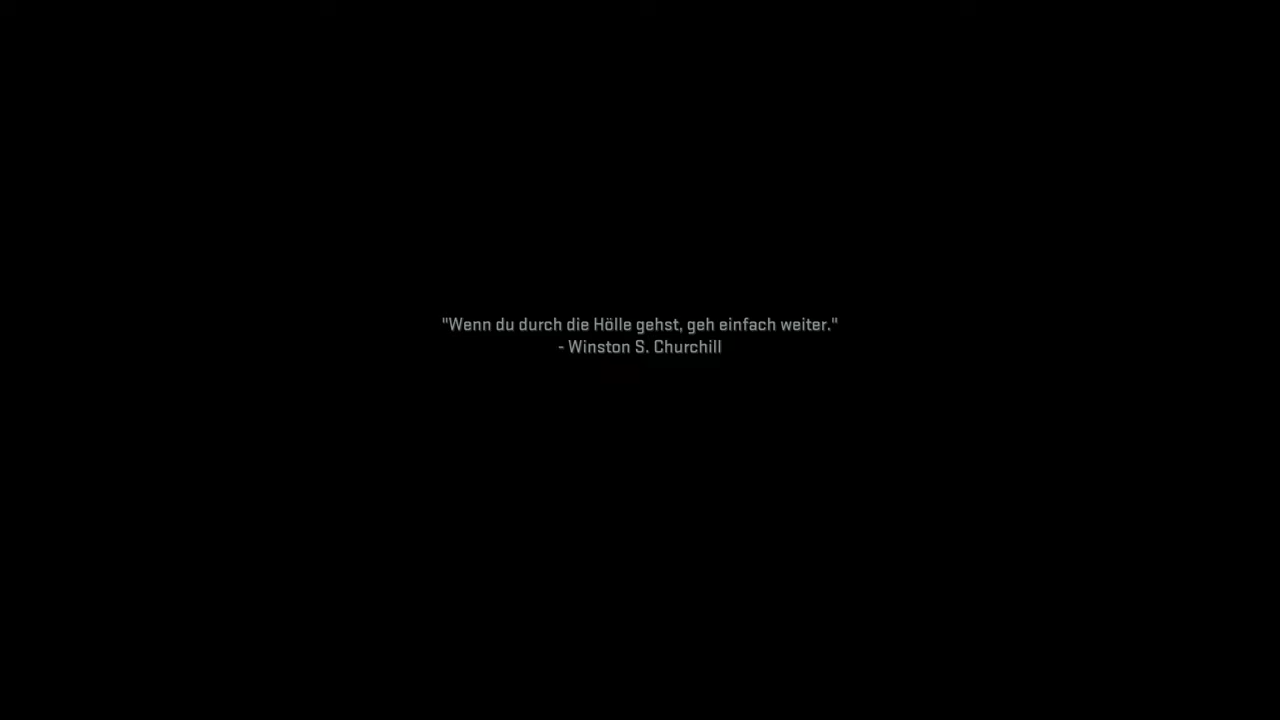 "Wenn du durch die Hölle gehst, geh einfach weiter."
- Winston S. Churchill